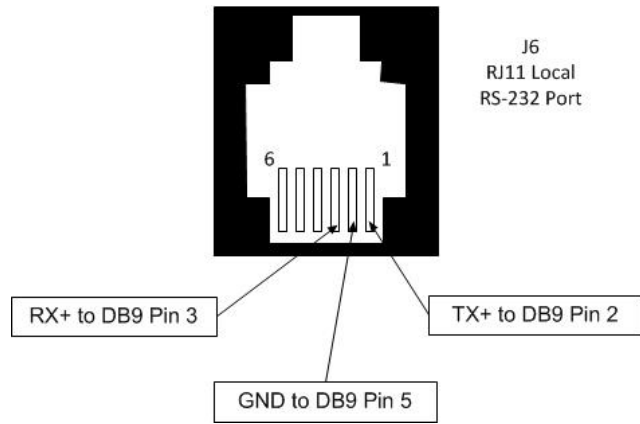 J6
RJ11 Local
RS-232 Port
6
1
RX+ to DB9 Pin 3
TX+ to DB9 Pin 2
GND to DB9 Pin 5